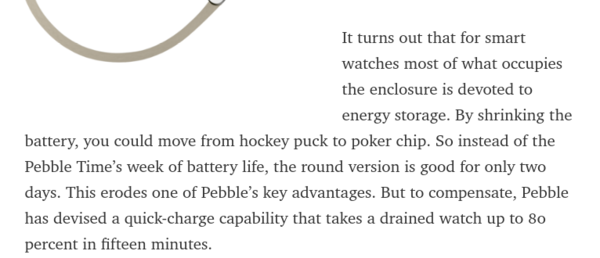 It turns out that for smart
watches most of what occupies
the enclosure is devoted to
energy storage. By shrinking the
battery, you could move from hockey puck to poker chip. So instead of the
Pebble Time’s week of battery life, the round version is good for only two
days. This erodes one of Pebble’s key advantages. But to compensate, Pebble
has devised a quick-charge capability that takes a drained watch up to 80
percent in fifteen minutes.